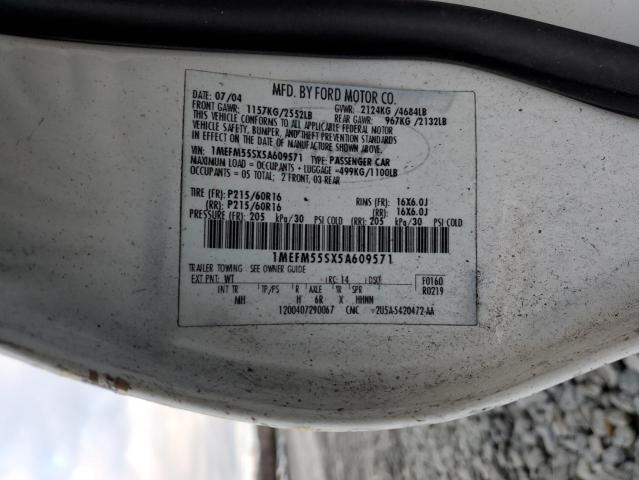 MFD. BY FORD MOTOR CO.
DATE: 07/04 GVWR: 2124KG /4684LB
FRONT GAWR: 1157KG/2552LB REAR GAWR: 967KG /2132LB
THIS VEHICLE CONFORMS TO ALL APPLICABLE FEDERAL MOTOR
VEHICLE SAFETY, BUMPER, AND THEFT PREVENTION STANDARDS
IN EFFECT ON THE DATE OF MANUFACTURE SHOWN ABOVE.
VIN: 1MEFM55SX5A609571 TYPE: PASSENGER CAR
MAXIMUM LOAD = OCCUPANTS + LUGGAGE =499KG/1100LB
OCCUPANTS = 05 TOTAL; 2 FRONT, 03 REAR
TIRE (FR): P215/60R16 RIMS (FR): 16X6.0J
(RR): P215/60R16 (RR): 16X6.0J
PRESSURE (FR): 205 kPa/30 PSI COLD (RR): 205 kPa/30 PSI COLD
1MEFM55SX5A609571
TRAILER TOWING - SEE OWNER GUIDE
EXT PNT: WT RC: 14 DSO: F0160
INT TR TP/PS R AXLE TR SPR R0219
MH H 6R X HHNN
1200407290067 CMC 2U5A-5420472-AA